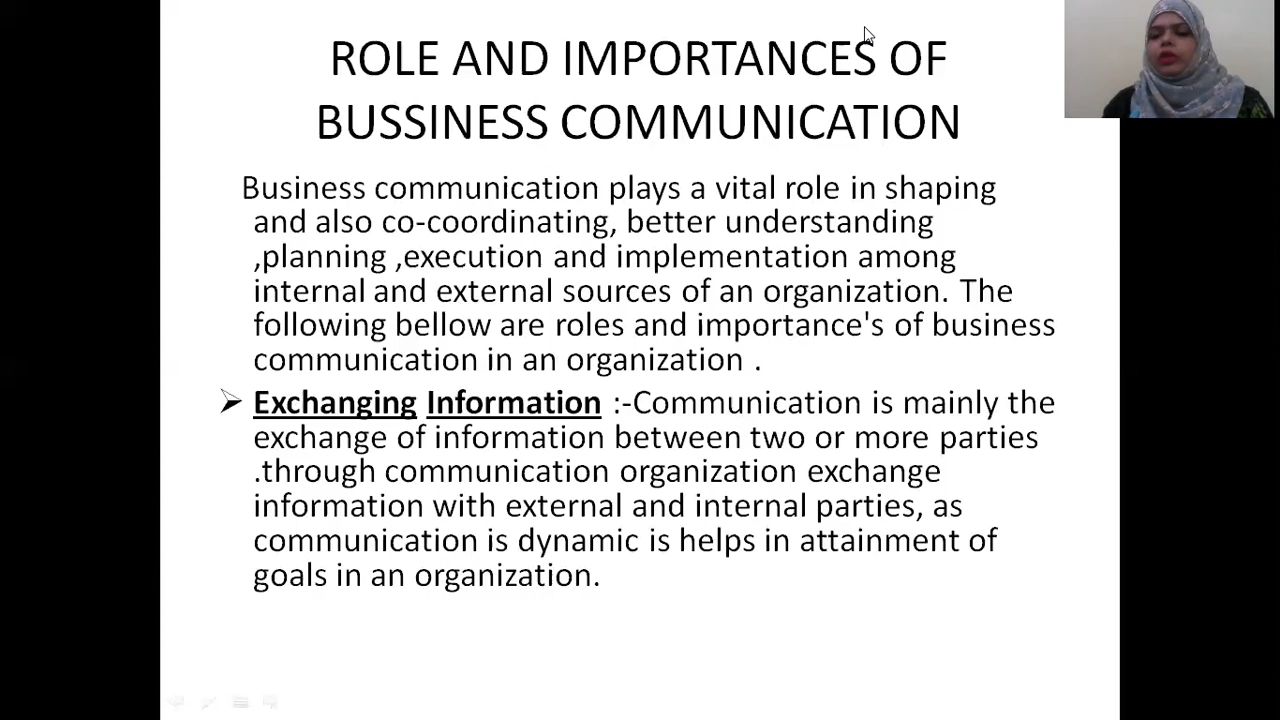 ROLE AND IMPORTANCES OF
BUSSINESS COMMUNICATION
Business communication plays a vital role in shaping
and also co-coordinating, better understanding
,planning ,execution and implementation among
internal and external sources of an organization. The
following bellow are roles and importance's of business
communication in an organization .
Exchanging Information :-Communication is mainly the
exchange of information between two or more parties
.through communication organization exchange
information with external and internal parties, as
communication is dynamic is helps in attainment of
goals in an organization.